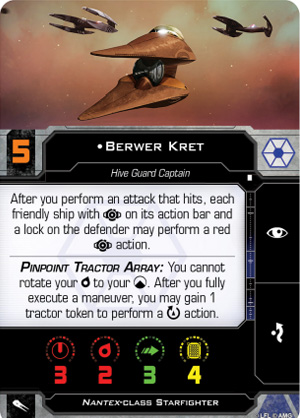 5
• Berwer Kret
Hive Guard Captain
After you perform an attack that hits, each
friendly ship with on its action bar and
a lock on the defender may perform a red
action.
Pinpoint Tractor Array: You cannot
rotate your to your . After you fully
execute a maneuver, you may gain 1
tractor token to perform a action.
3 2 3 4
Nantex-class Starfighter
LFL © AMG